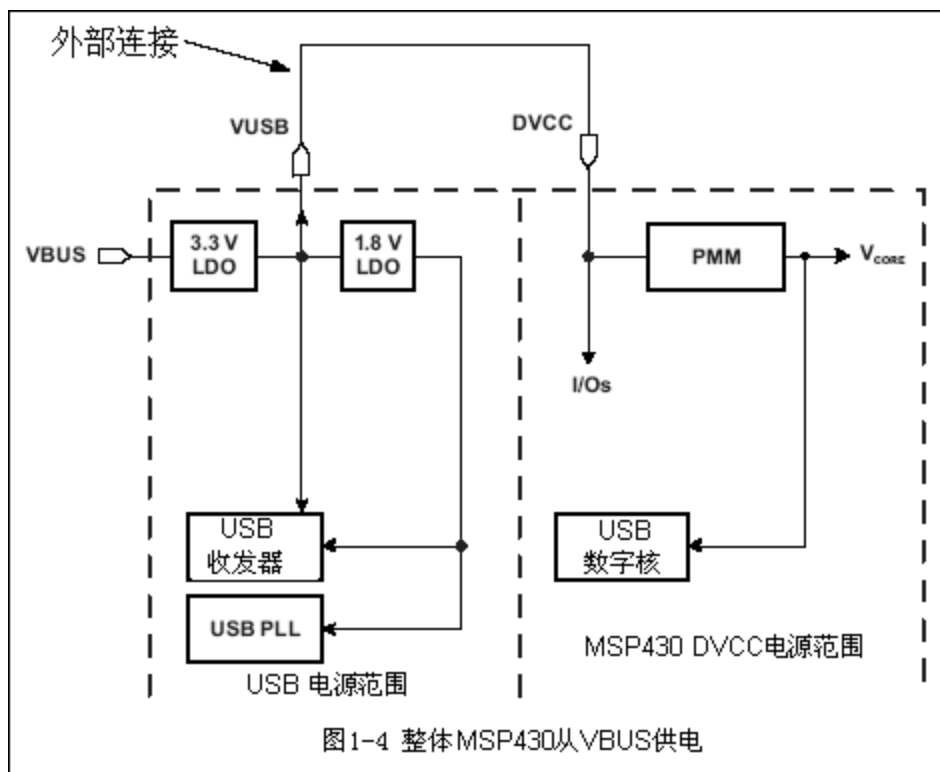 外部连接
VUSB
DVCC
VBUS
3.3 V
LDO
1.8 V
LDO
PMM
VCORE
I/Os
USB
收发器
USB PLL
USB
数字核
USB 电源范围
MSP430 DVCC电源范围
图1-4 整体MSP430从VBUS供电